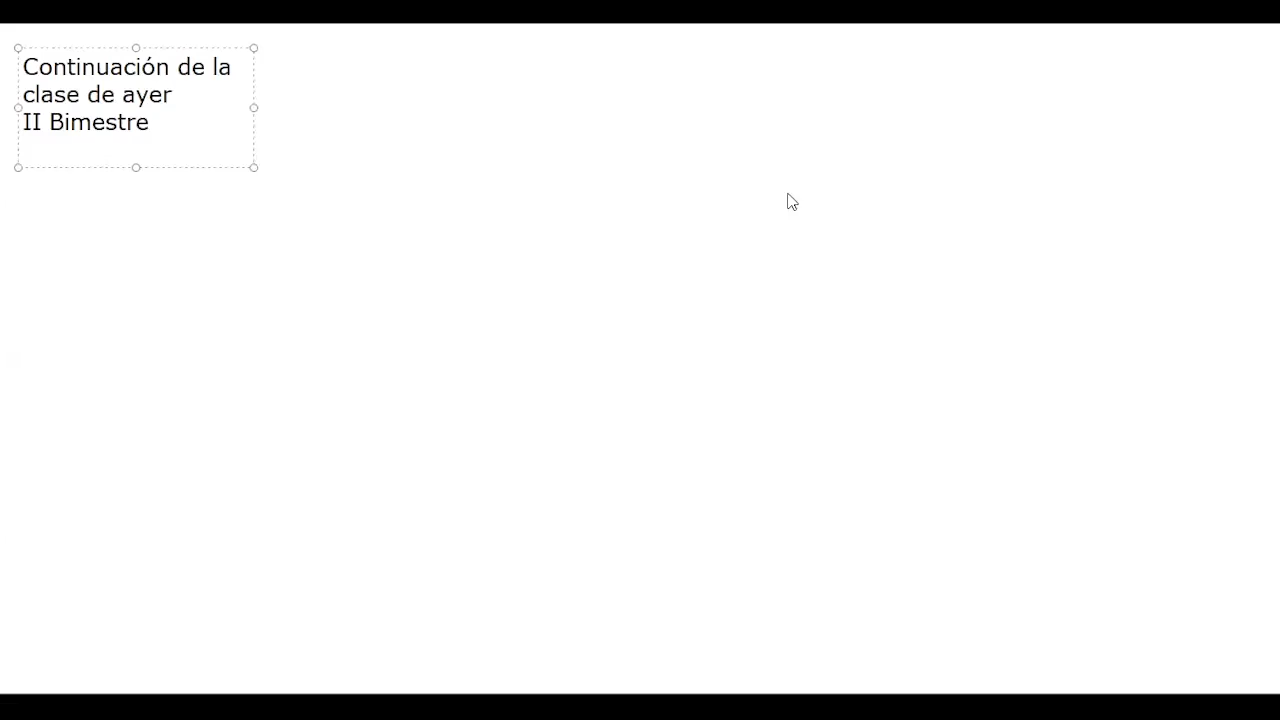 Continuación de la
clase de ayer
II Bimestre